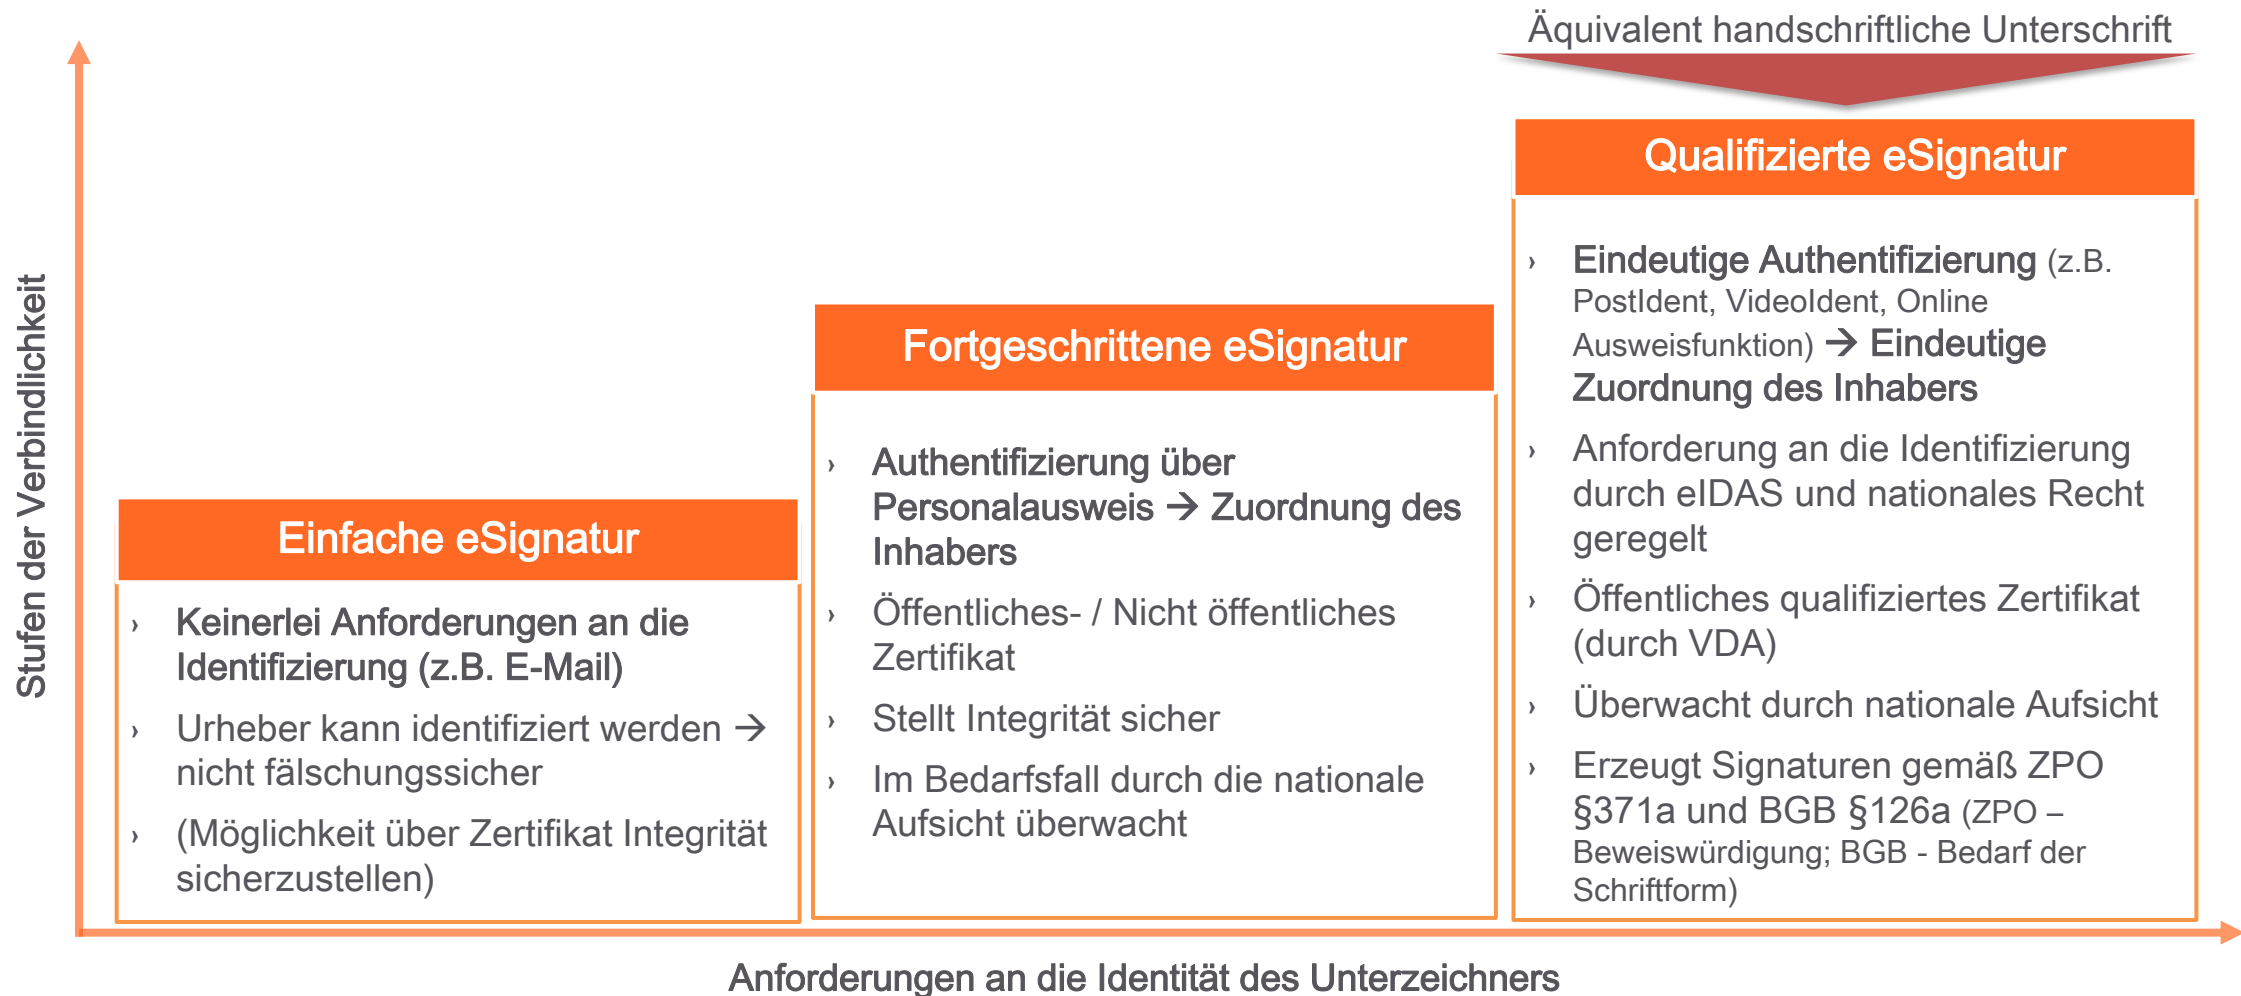 Äquivalent handschriftliche Unterschrift
Stufen der Verbindlichkeit
Einfache eSignatur
› Keinerlei Anforderungen an die
Identifizierung (z.B. E-Mail)
› Urheber kann identifiziert werden →
nicht fälschungssicher
› (Möglichkeit über Zertifikat Integrität
sicherzustellen)
Fortgeschrittene eSignatur
› Authentifizierung über
Personalausweis → Zuordnung des
Inhabers
› Öffentliches- / Nicht öffentliches
Zertifikat
› Stellt Integrität sicher
› Im Bedarfsfall durch die nationale
Aufsicht überwacht
Qualifizierte eSignatur
› Eindeutige Authentifizierung (z.B.
PostIdent, VideoIdent, Online
Ausweisfunktion) → Eindeutige
Zuordnung des Inhabers
› Anforderung an die Identifizierung
durch eIDAS und nationales Recht
geregelt
› Öffentliches qualifiziertes Zertifikat
(durch VDA)
› Überwacht durch nationale Aufsicht
› Erzeugt Signaturen gemäß ZPO
§371a und BGB §126a (ZPO –
Beweiswürdigung; BGB - Bedarf der
Schriftform)
Anforderungen an die Identität des Unterzeichners